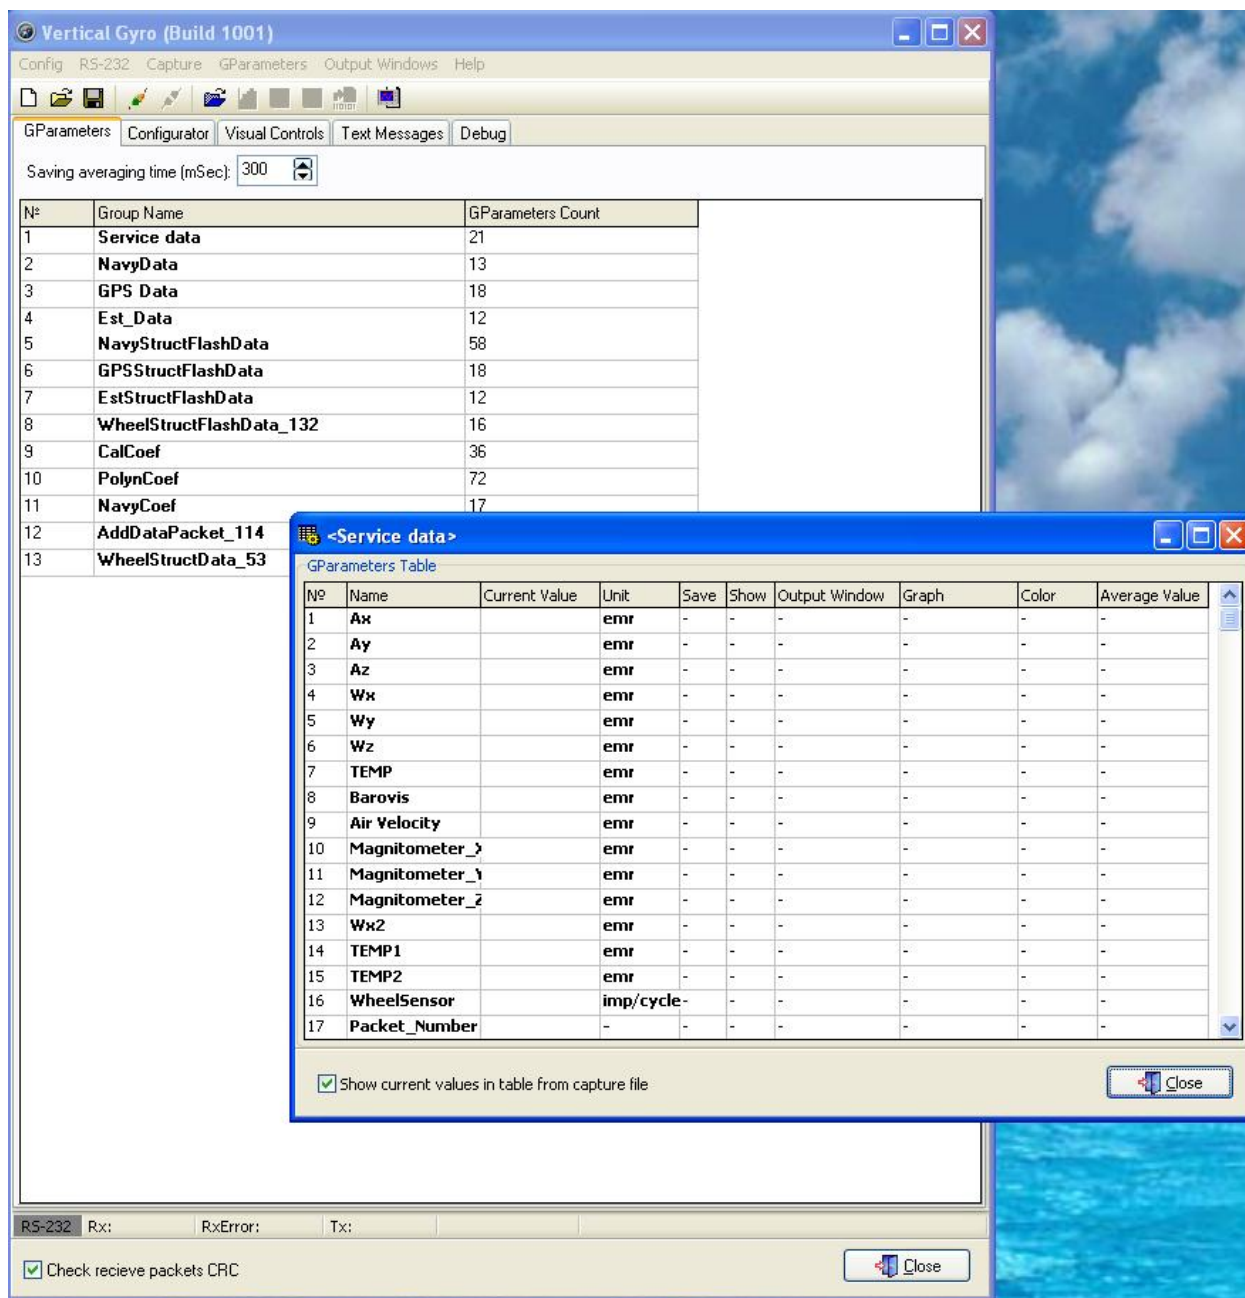 Vertical Gyro (Build 1001)
Config RS-232 Capture GParameters Output Windows Help
GParameters Configurator Visual Controls Text Messages Debug
Saving averaging time (mSec): 300
Nº Group Name GParameters Count
1 Service data 21
2 NavyData 13
3 GPS Data 18
4 Est_Data 12
5 NavyStructFlashData 58
6 GPSStructFlashData 18
7 EstStructFlashData 12
8 WheelStructFlashData_132 16
9 CalCoef 36
10 PolynCoef 72
11 NavyCoef 17
12 AddDataPacket_114
13 WheelStructData_53
<Service data>
GParameters Table
Nº Name Current Value Unit Save Show Output Window Graph Color Average Value
1 Ax emr - - - - - -
2 Ay emr - - - - - -
3 Az emr - - - - - -
4 Wx emr - - - - - -
5 Wy emr - - - - - -
6 Wz emr - - - - - -
7 TEMP emr - - - - - -
8 Barovis emr - - - - - -
9 Air Velocity emr - - - - - -
10 Magnitometer_X emr - - - - - -
11 Magnitometer_Y emr - - - - - -
12 Magnitometer_Z emr - - - - - -
13 Wx2 emr - - - - - -
14 TEMP1 emr - - - - - -
15 TEMP2 emr - - - - - -
16 WheelSensor imp/cycle - - - - - -
17 Packet_Number - - - - - - -
Show current values in table from capture file
Close
RS-232 Rx: RxError: Tx:
Check recieve packets CRC
Close